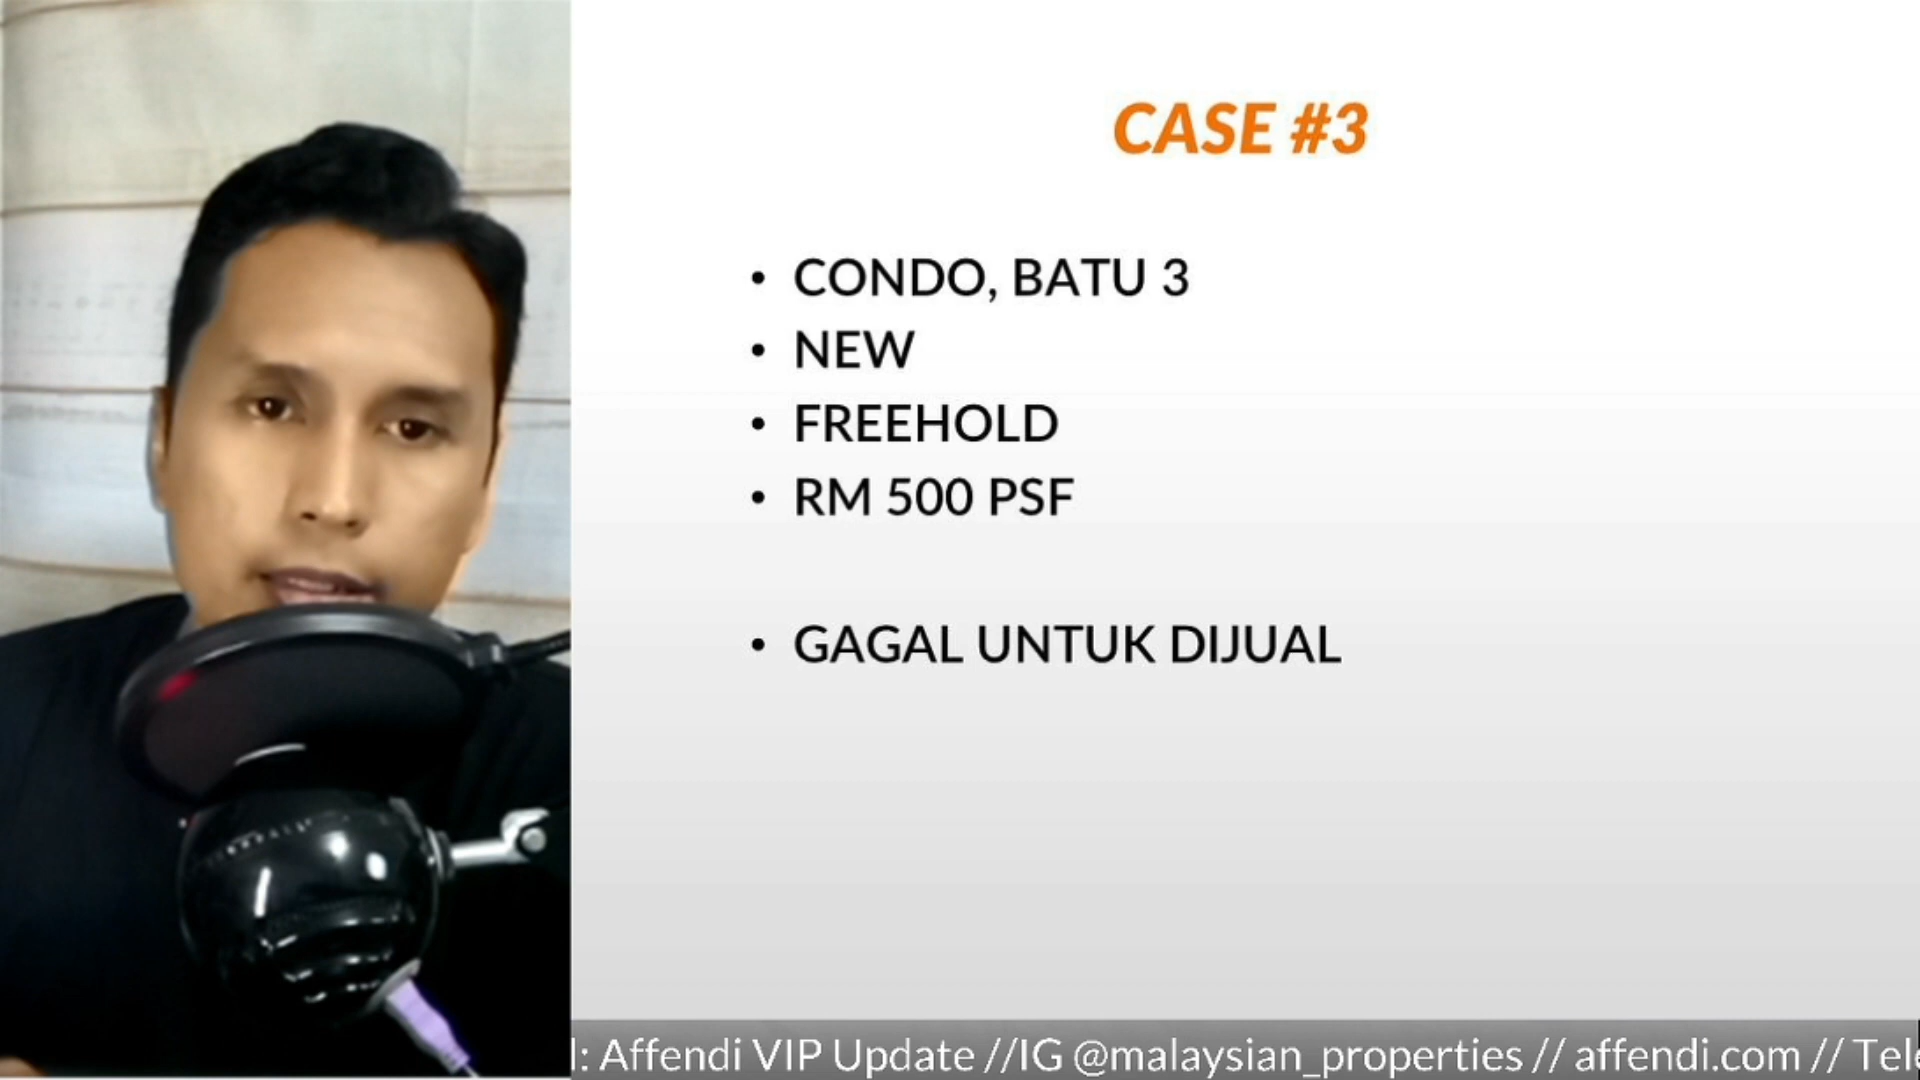 CASE #3
• CONDO, BATU 3
• NEW
• FREEHOLD
• RM 500 PSF
• GAGAL UNTUK DIJUAL
: Affendi VIP Update //IG @malaysian_properties // affendi.com //